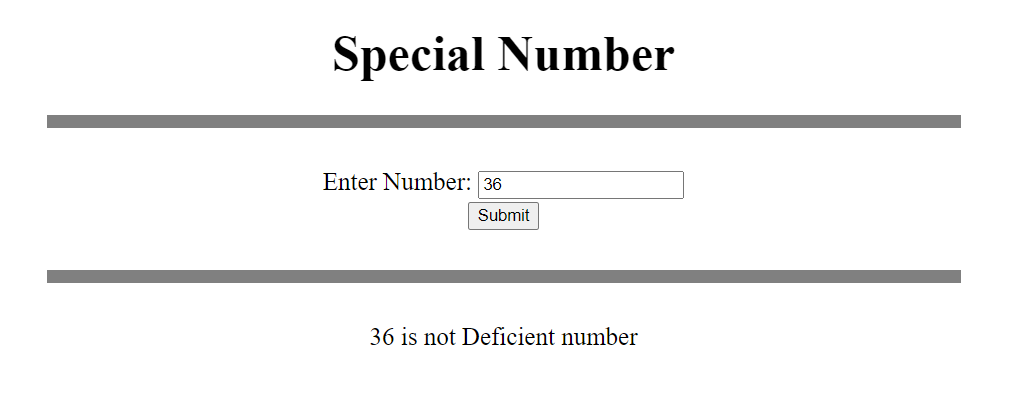 Special Number
Enter Number: 36
Submit
36 is not Deficient number